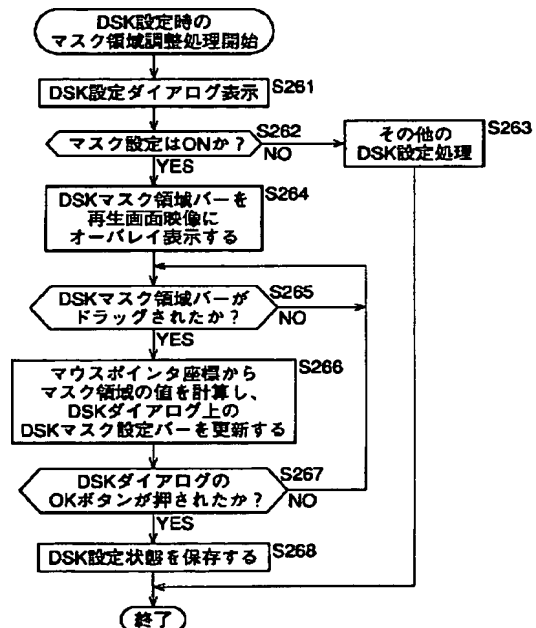 DSK設定時の
マスク領域調整処理開始
DSK設定ダイアログ表示
S261
マスク設定はONか?
S262
NO
YES
その他の
DSK設定処理
S263
DSKマスク領域バーを
再生画面映像に
オーバレイ表示する
S264
DSKマスク領域バーが
ドラッグされたか?
S265
NO
YES
マウスポインタ座標から
マスク領域の値を計算し、
DSKダイアログ上の
DSKマスク設定バーを更新する
S266
DSKダイアログの
OKボタンが押されたか?
S267
NO
YES
DSK設定状態を保存する
S268
終了